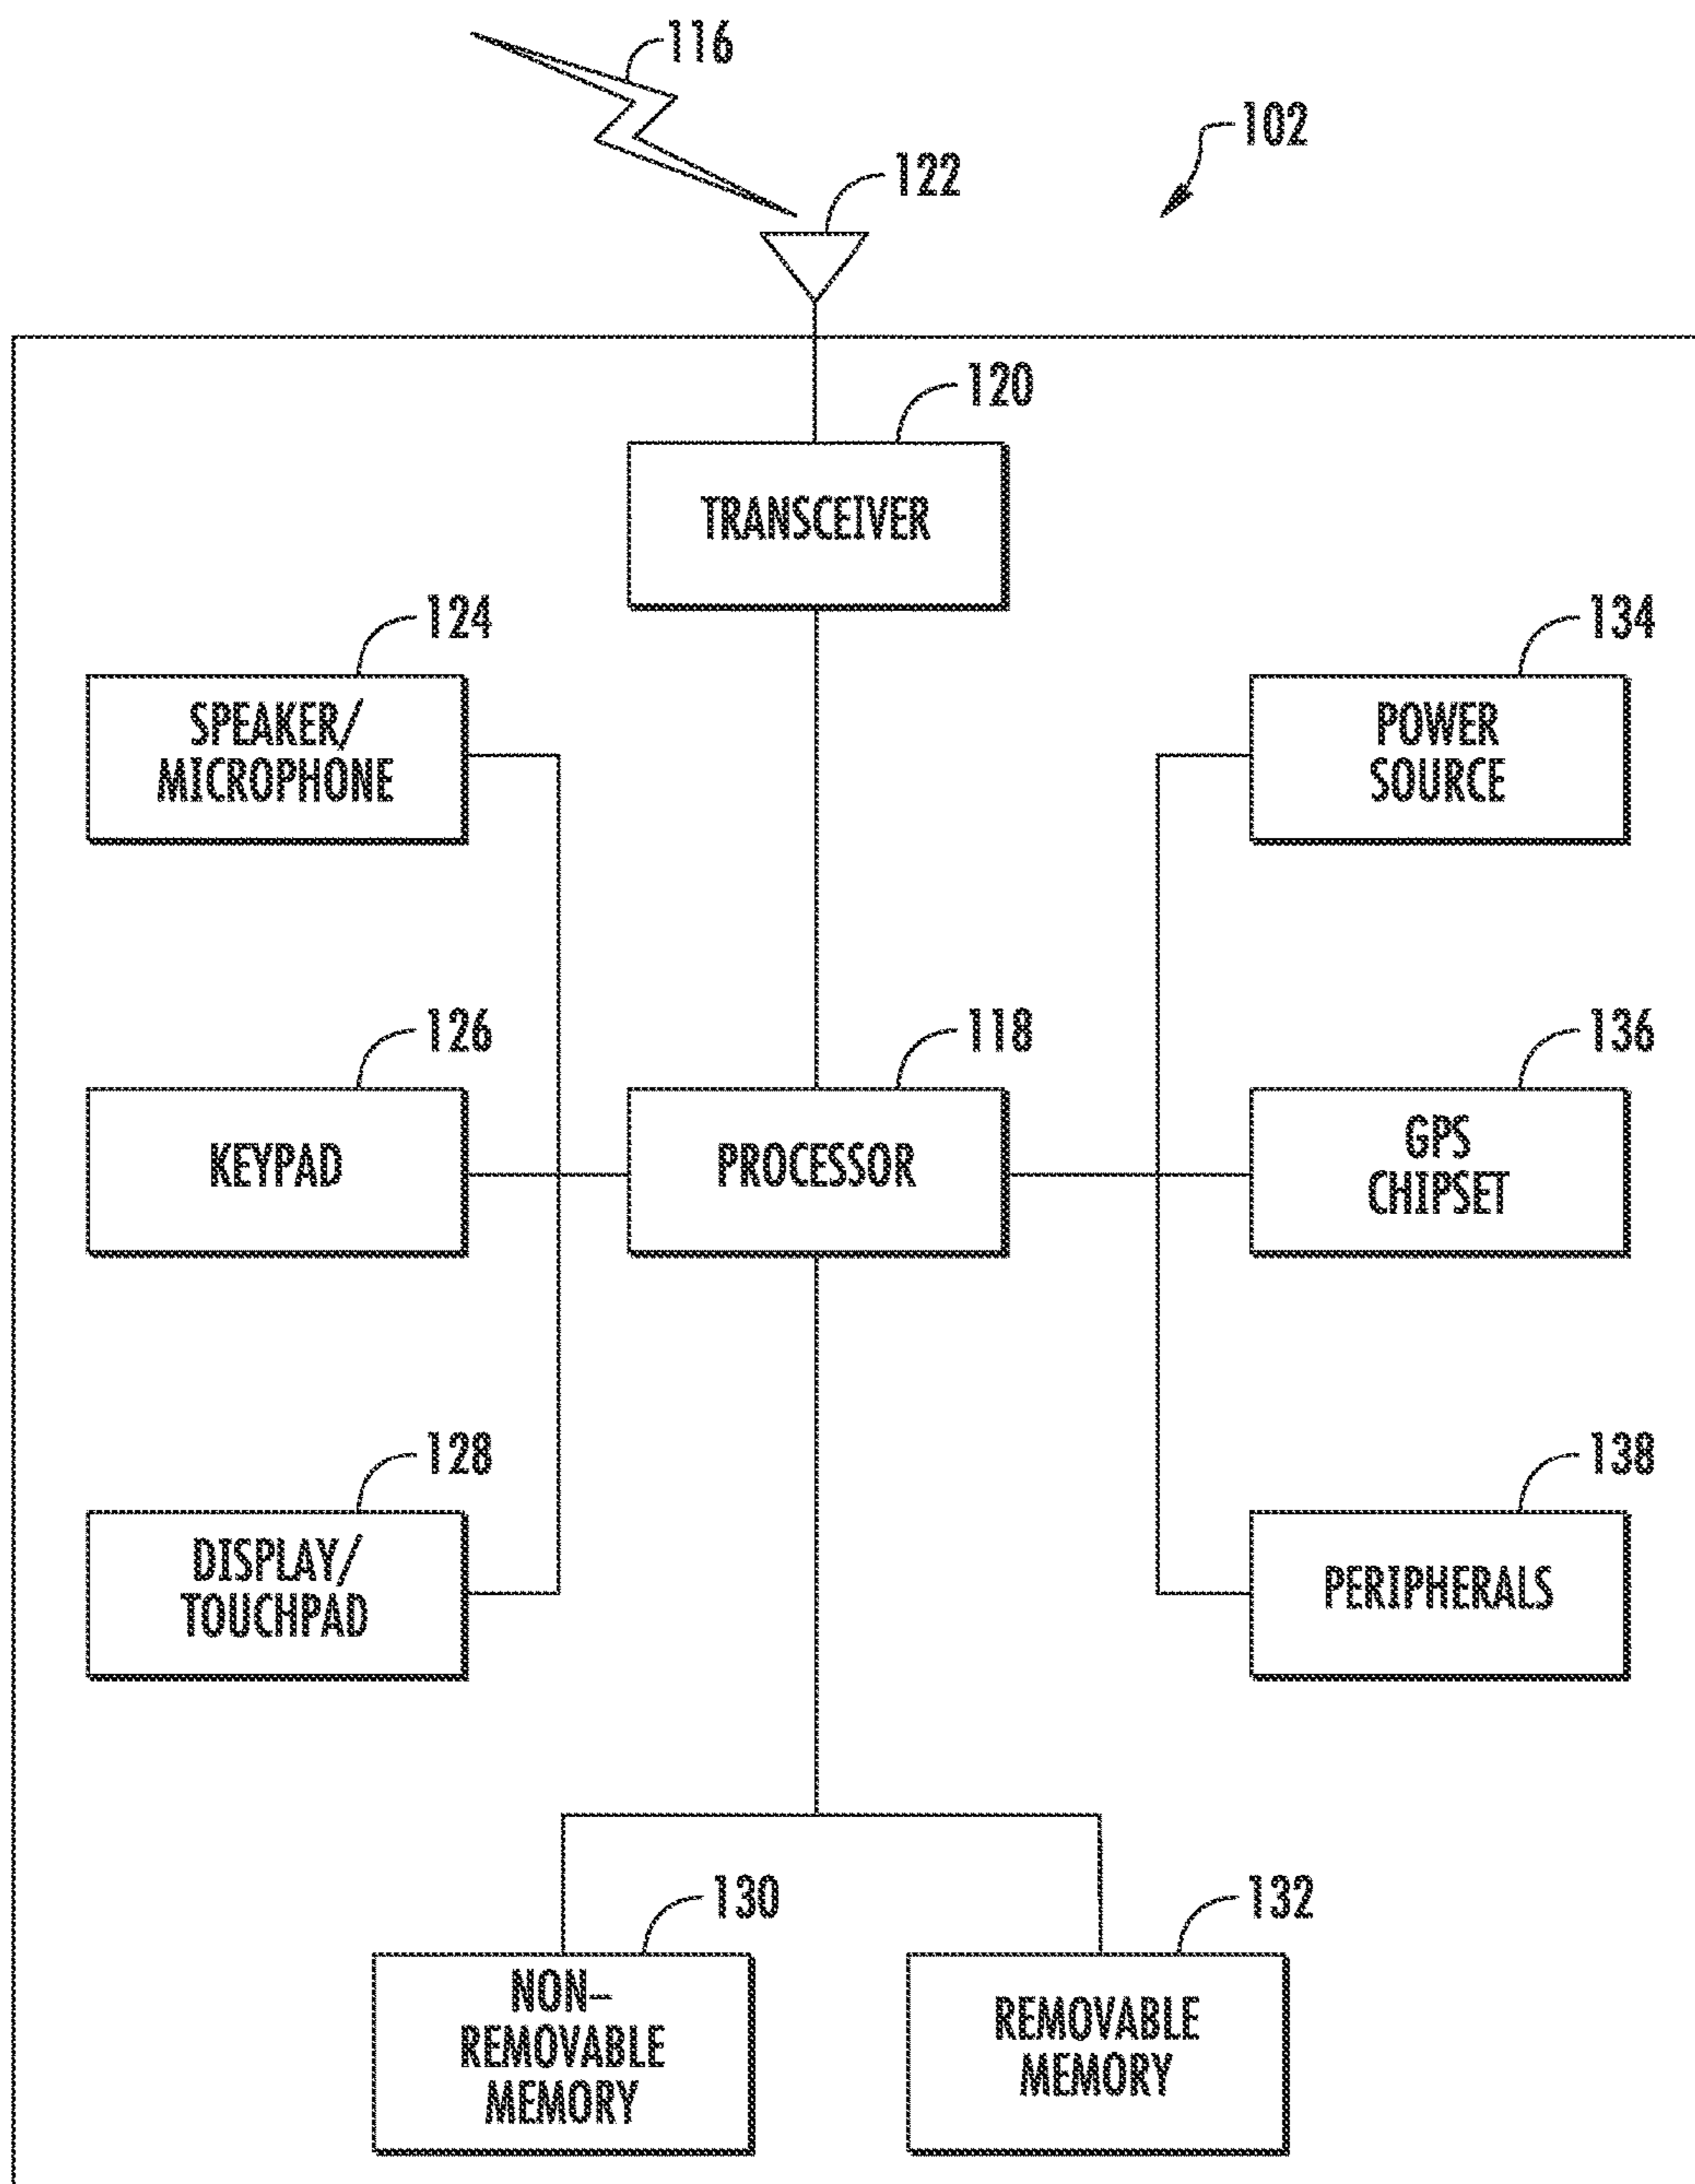 116
102
122
120
TRANSCEIVER
124
134
SPEAKER/
MICROPHONE
POWER
SOURCE
126
118
136
KEYPAD
PROCESSOR
GPS
CHIPSET
128
138
DISPLAY/
TOUCHPAD
PERIPHERALS
130
132
NON–
REMOVABLE
MEMORY
REMOVABLE
MEMORY